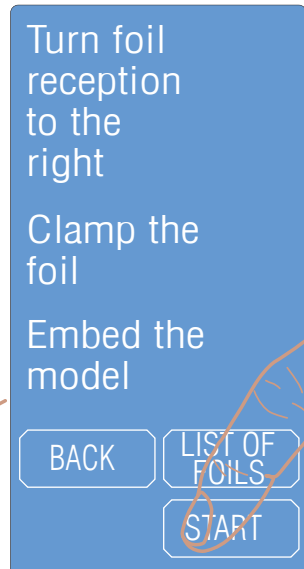 Turn foil
reception
to the
right
Clamp the
foil
Embed the
model
BACK
LIST OF
FOILS
START